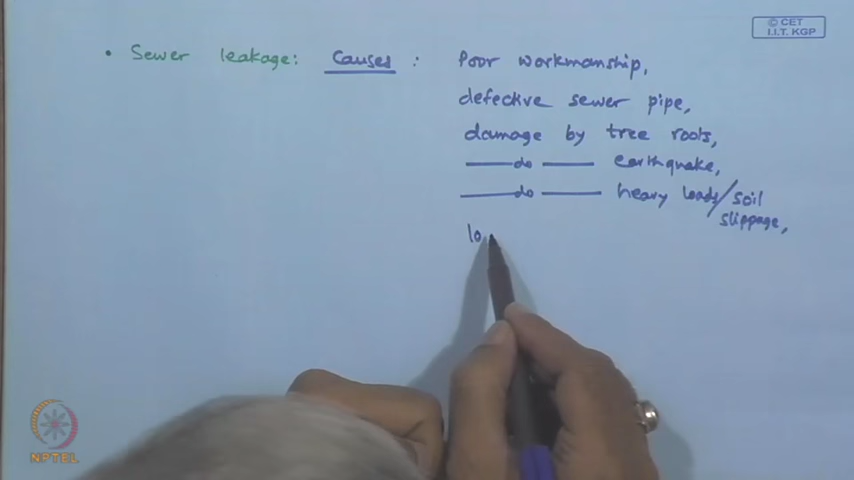 © CET
I.I.T. KGP
• Sewer leakage: Causes : Poor workmanship,
defective sewer pipe,
damage by tree roots,
—do— earthquake,
—do— heavy loads/soil
slippage,
lo
NPTEL